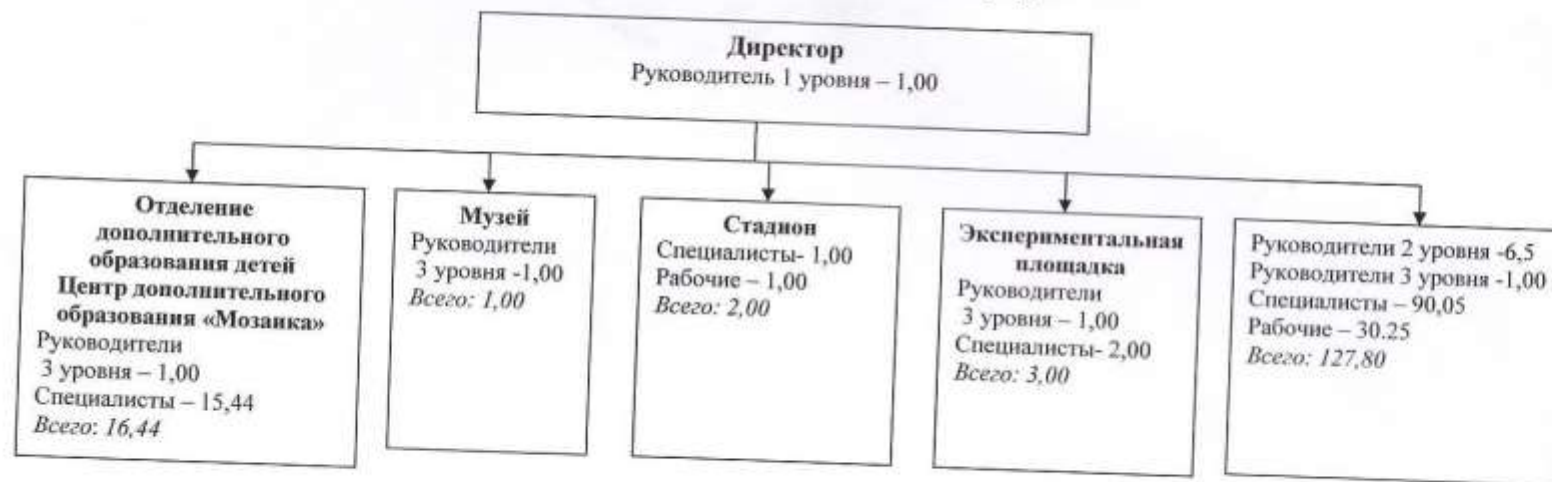 Директор
Руководитель 1 уровня – 1,00
Отделение
дополнительного
образования детей
Центр дополнительного
образования «Мозаика»
Руководители
3 уровня – 1,00
Специалисты – 15,44
Всего: 16,44
Музей
Руководители
3 уровня -1,00
Всего: 1,00
Стадион
Специалисты- 1,00
Рабочие – 1,00
Всего: 2,00
Экспериментальная
площадка
Руководители
3 уровня – 1,00
Специалисты- 2,00
Всего: 3,00
Руководители 2 уровня -6,5
Руководители 3 уровня -1,00
Специалисты – 90,05
Рабочие – 30.25
Всего: 127,80